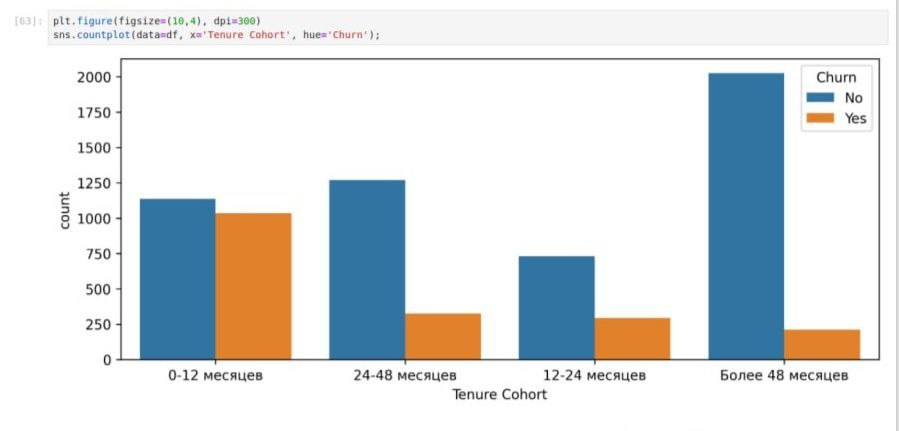 [63]: plt.figure(figsize=(10,4), dpi=300)
sns.countplot(data=df, x='Tenure Cohort', hue='Churn');
Churn
No
Yes
2000
1750
1500
1250
1000
750
500
250
0
count
0-12 месяцев 24-48 месяцев 12-24 месяцев Более 48 месяцев
Tenure Cohort